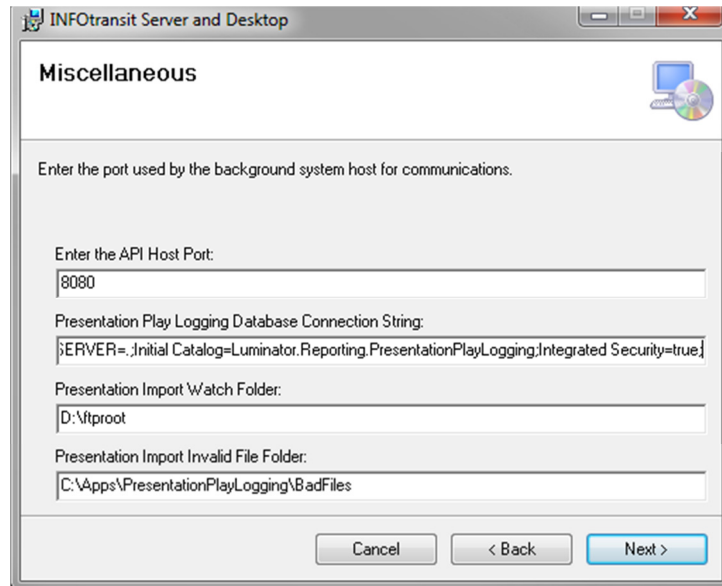 INFOtransit Server and Desktop
Miscellaneous
Enter the port used by the background system host for communications.
Enter the API Host Port:
8080
Presentation Play Logging Database Connection String:
SERVER=.;Initial Catalog=Luminator.Reporting.PresentationPlayLogging;Integrated Security=true;
Presentation Import Watch Folder:
D:\ftproot
Presentation Import Invalid File Folder:
C:\Apps\PresentationPlayLogging\BadFiles
Cancel < Back Next >